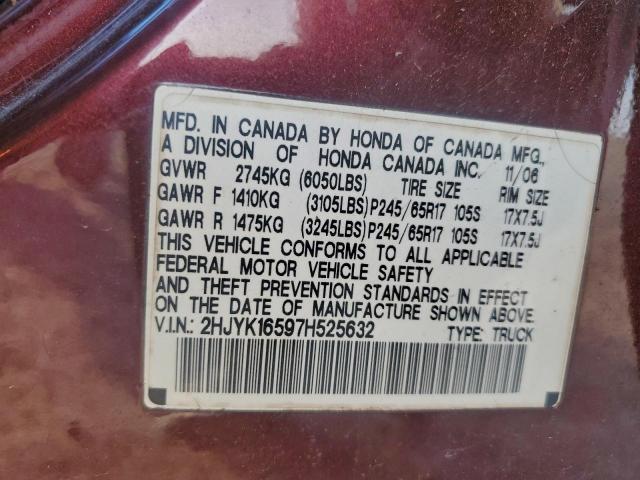 MFD. IN CANADA BY HONDA OF CANADA MFG.,
A DIVISION OF HONDA CANADA INC. 11/06
GVWR 2745KG (6050LBS) TIRE SIZE RIM SIZE
GAWR F 1410KG (3105LBS) P245/65R17 105S 17X7.5J
GAWR R 1475KG (3245LBS) P245/65R17 105S 17X7.5J
THIS VEHICLE CONFORMS TO ALL APPLICABLE
FEDERAL MOTOR VEHICLE SAFETY
AND THEFT PREVENTION STANDARDS IN EFFECT
ON THE DATE OF MANUFACTURE SHOWN ABOVE.
V.I.N.: 2HJYK16597H525632 TYPE: TRUCK